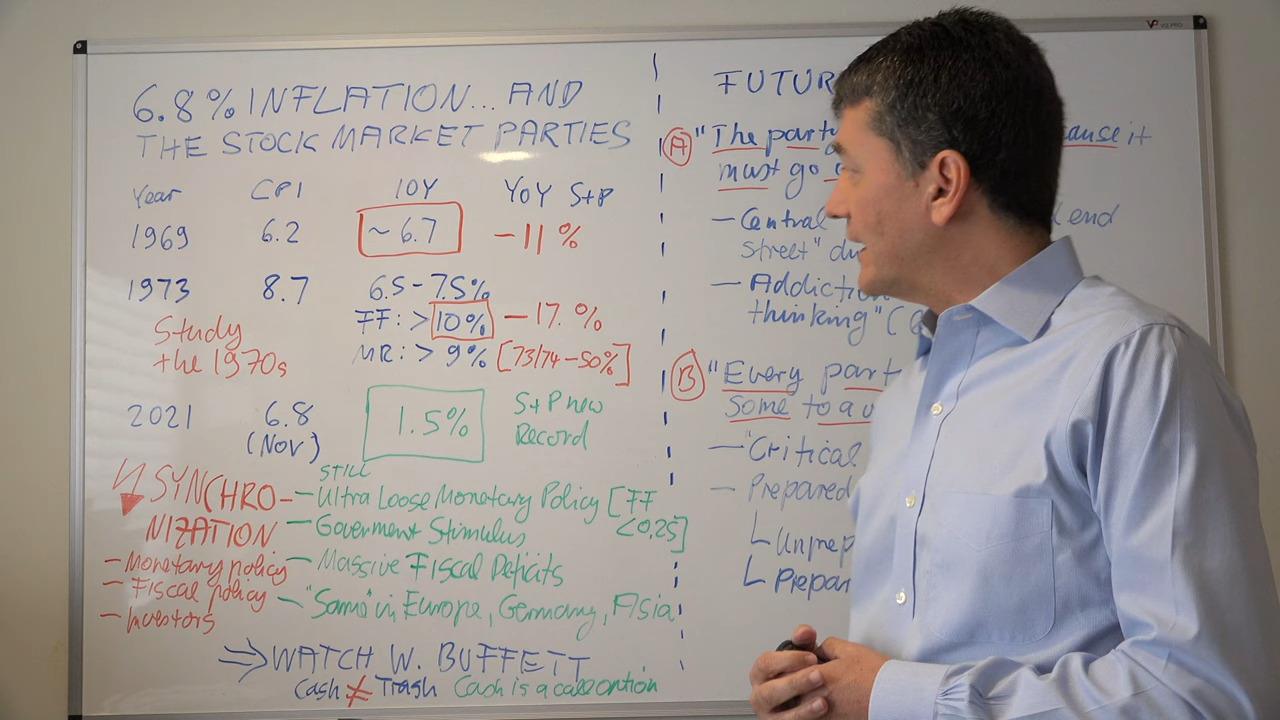 VIZ-PRO
6.8% INFLATION... AND
THE STOCK MARKET PARTIES
Year CPI 10Y YoY S+P
1969 6.2 ~ 6.7 -11%
1973 8.7 6.5 - 7.5%
FF: > 10% -17. %
MR: > 9% [73/74 -50%]
Study
the 1970s
2021 6.8 1.5% S+P new
(Nov) Record
SYNCHRO-
NIZATION
- Monetary policy
- Fiscal policy
- Investors
STILL
- Ultra Loose Monetary Policy [FF
<0.25]
- Goverment Stimulus
- Massive Fiscal Deficits
- "Same" in Europe, Germany, Asia
⇒ WATCH W. BUFFETT
Cash ≠ Trash Cash is a call option
FUTUR
A "The party ause it
must go
- Central end
street" du
- Addiction
thinking" (
B "Every part
some to a
- "Critical
- Prepared
Unprep
Prepar